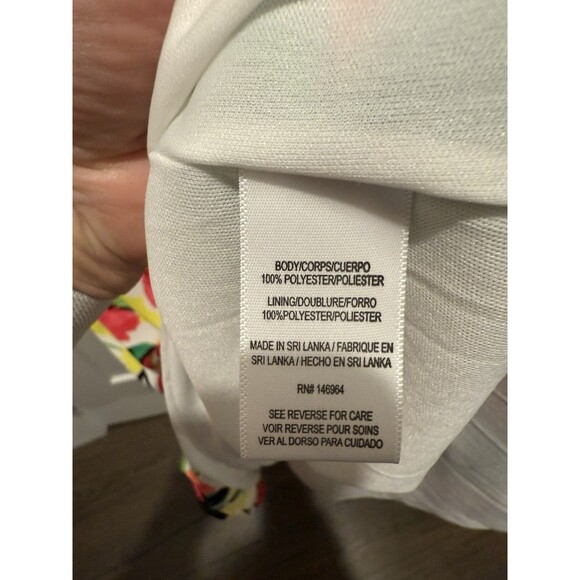 BODY/CORPS/CUERPO
100% POLYESTER/POLIESTER
LINING/DOUBLURE/FORRO
100%POLYESTER/POLIESTER
MADE IN SRI LANKA / FABRIQUE EN
SRI LANKA / HECHO EN SRI LANKA
RN# 146964
SEE REVERSE FOR CARE
VOIR REVERSE POUR SOINS
VER AL DORSO PARA CUIDADO